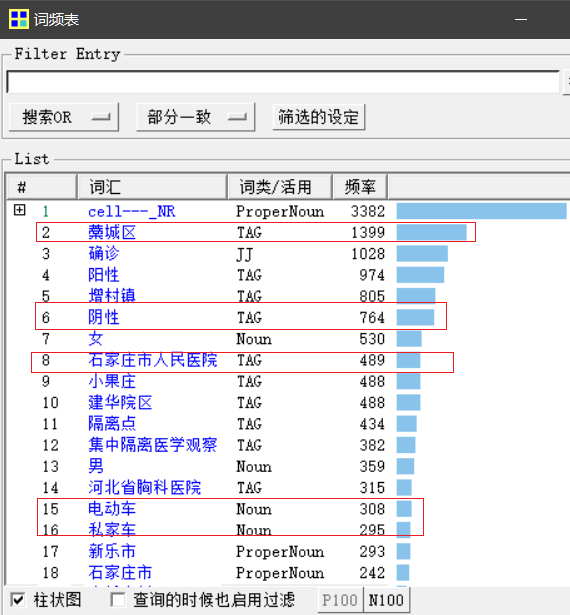 词频表
Filter Entry
搜索OR 部分一致 筛选的设定
List
# 词汇 词类/活用 频率
1 cell---_NR ProperNoun 3382
2 藁城区 TAG 1399
3 确诊 JJ 1028
4 阳性 TAG 974
5 增村镇 TAG 805
6 阴性 TAG 764
7 女 Noun 530
8 石家庄市人民医院 TAG 489
9 小果庄 TAG 488
10 建华院区 TAG 488
11 隔离点 TAG 434
12 集中隔离医学观察 TAG 382
13 男 Noun 359
14 河北省胸科医院 TAG 315
15 电动车 Noun 308
16 私家车 Noun 295
17 新乐市 ProperNoun 293
18 石家庄市 ProperNoun 242
柱状图 查询的时候也启用过滤 P100 N100